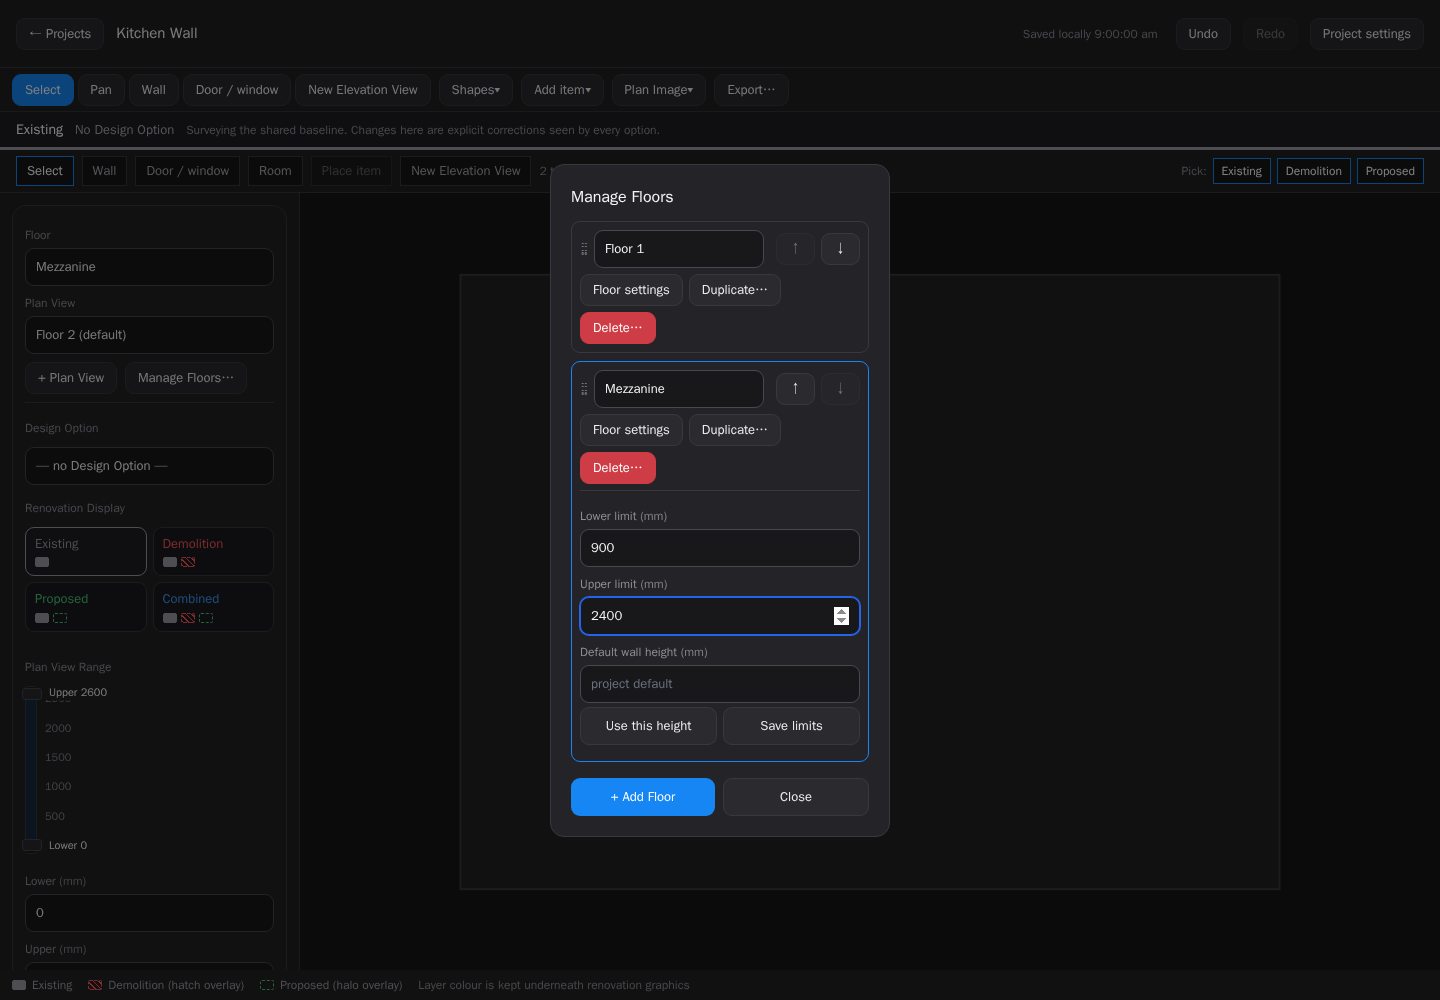 ← Projects
Kitchen Wall
Saved locally 9:00:00 am
Undo
Redo
Project settings
Select
Pan
Wall
Door / window
New Elevation View
Shapes▾
Add item▾
Plan Image▾
Export⋯
Existing
No Design Option
Surveying the shared baseline. Changes here are explicit corrections seen by every option.
Select
Wall
Door / window
Room
Place item
New Elevation View
Pick:
Existing
Demolition
Proposed
Floor
Mezzanine
Plan View
Floor 2 (default)
+ Plan View
Manage Floors⋯
Design Option
— no Design Option —
Renovation Display
Existing
Demolition
Proposed
Combined
Plan View Range
Upper 2600
2000
1500
1000
500
Lower 0
Lower (mm)
0
Upper (mm)
Manage Floors
Floor 1
↑
↓
Floor settings
Duplicate⋯
Delete⋯
Mezzanine
↑
↓
Floor settings
Duplicate⋯
Delete⋯
Lower limit (mm)
900
Upper limit (mm)
2400
Default wall height (mm)
project default
Use this height
Save limits
+ Add Floor
Close
Existing
Demolition (hatch overlay)
Proposed (halo overlay)
Layer colour is kept underneath renovation graphics